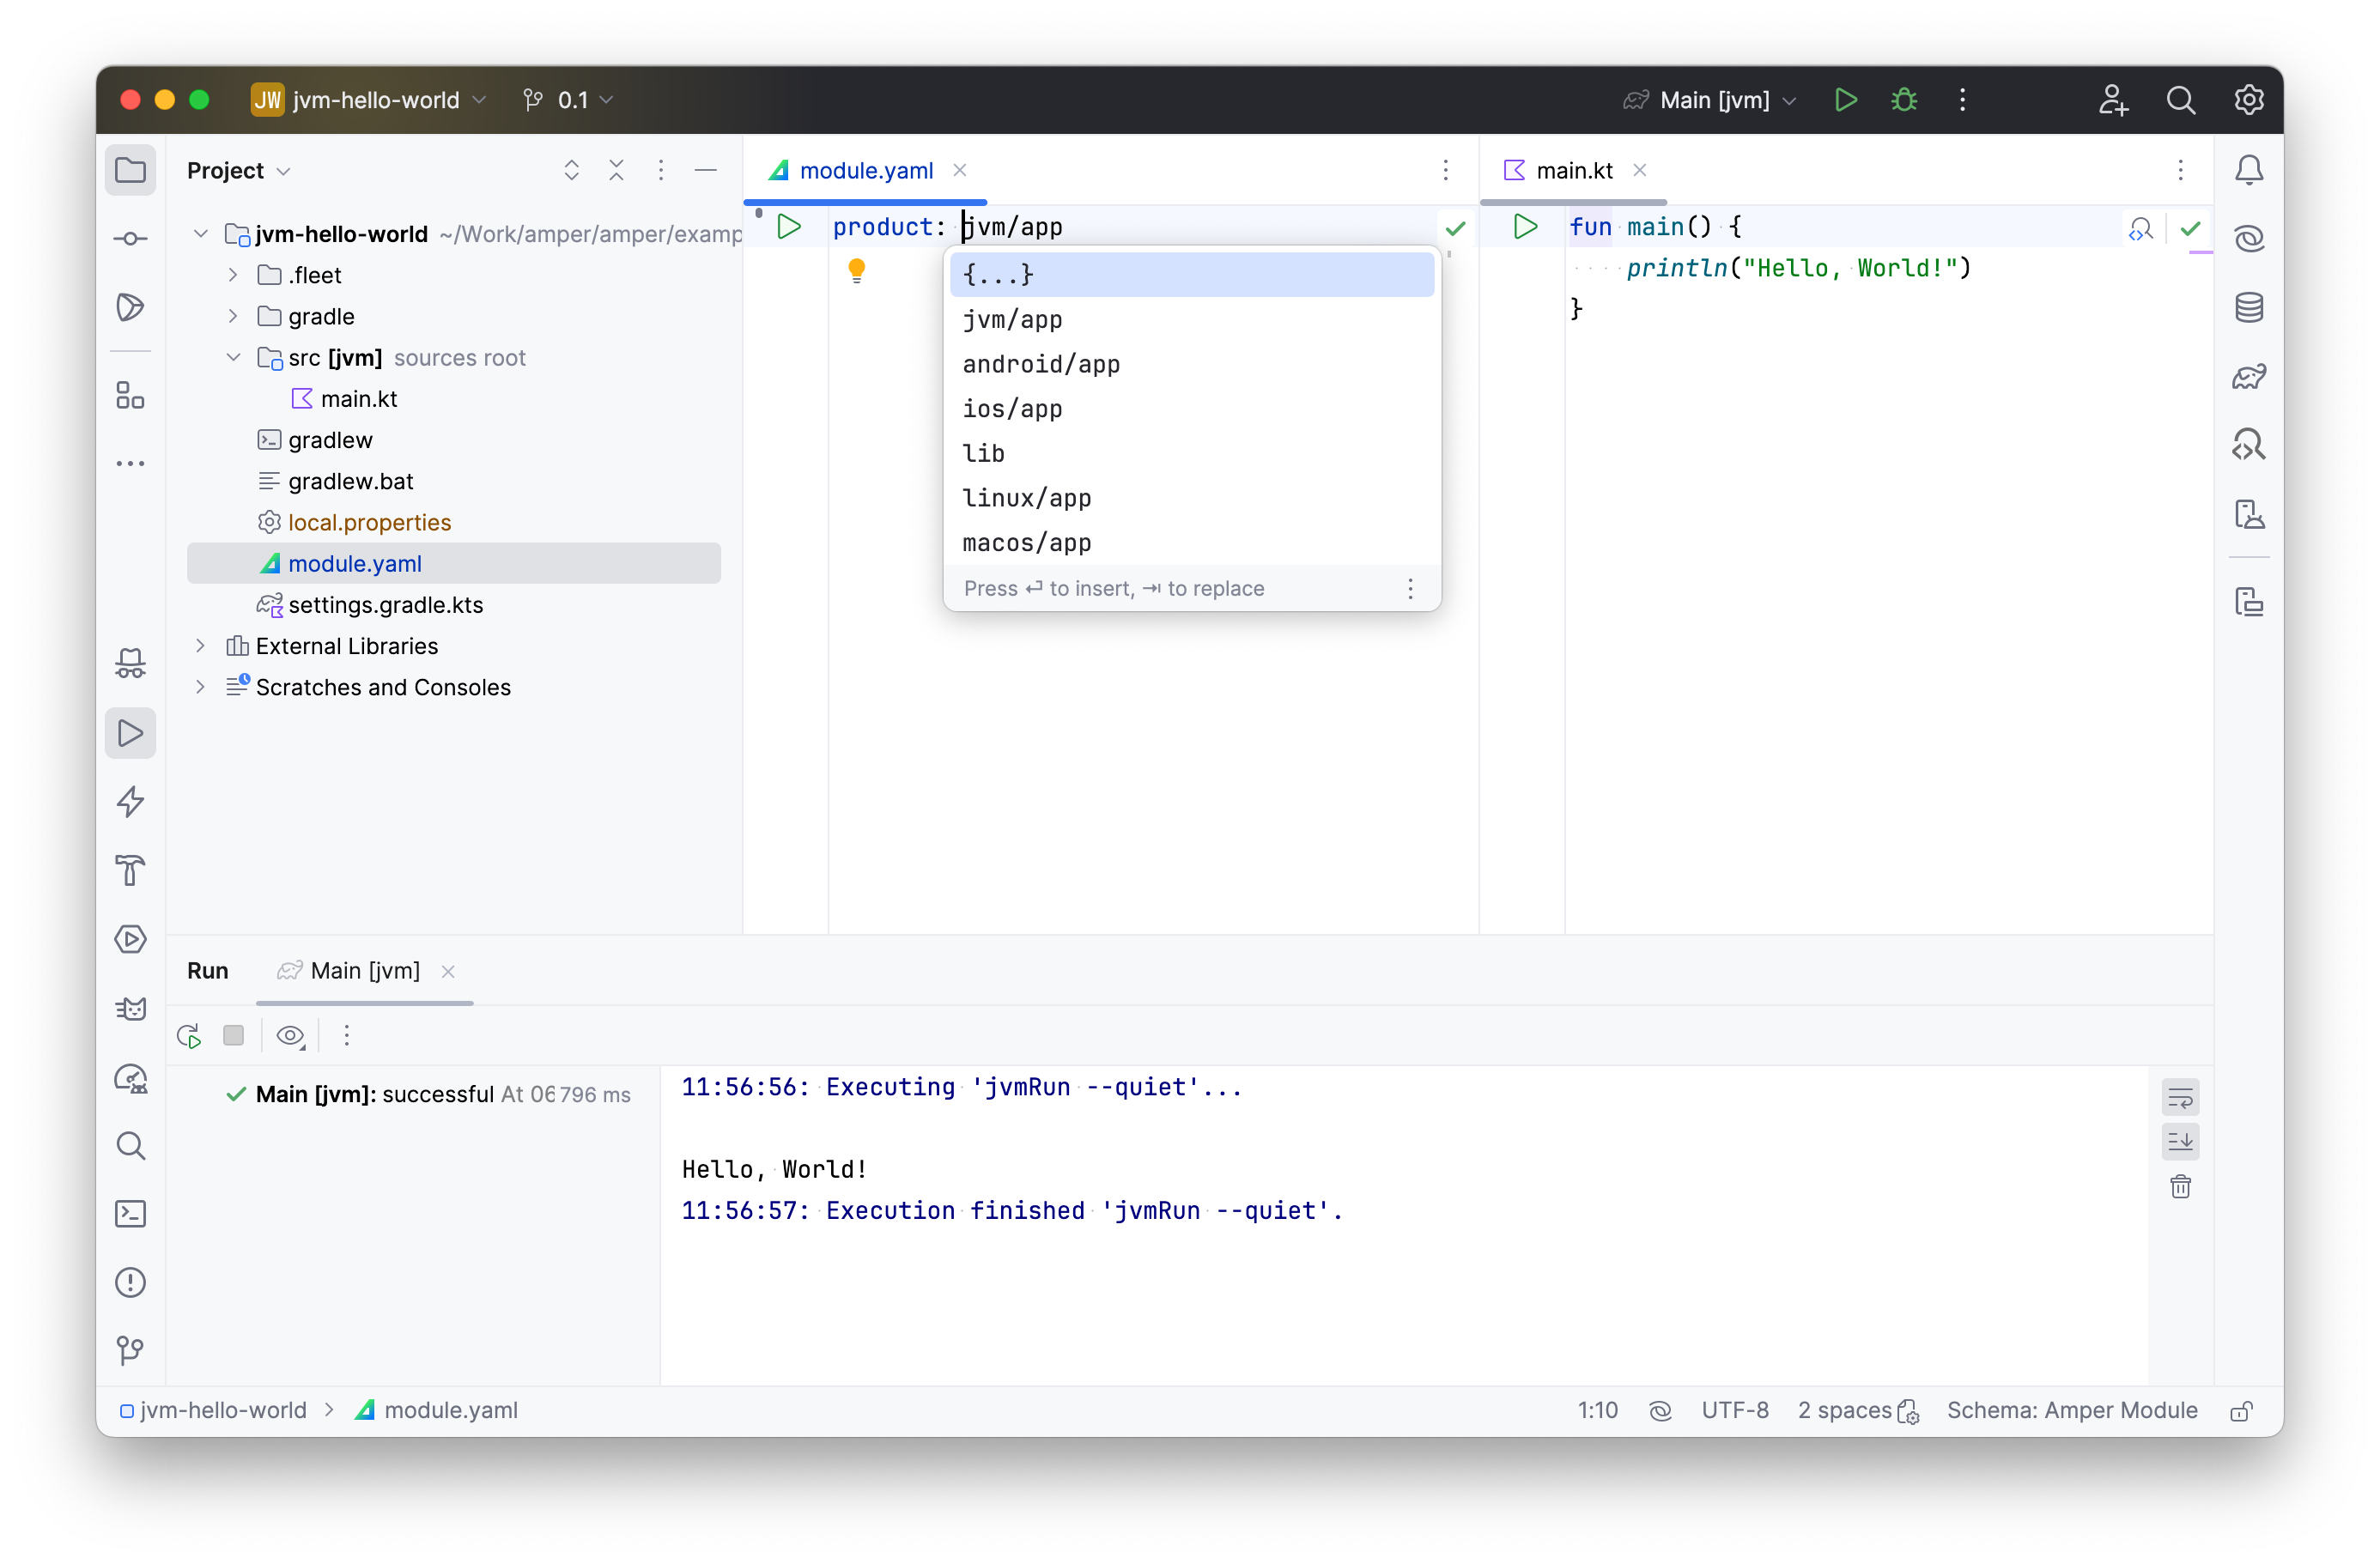 JW jvm-hello-world 0.1 Main [jvm]
Project
jvm-hello-world ~/Work/amper/amper/examp
.fleet
gradle
src [jvm] sources root
main.kt
gradlew
gradlew.bat
local.properties
module.yaml
settings.gradle.kts
External Libraries
Scratches and Consoles
module.yaml
product: jvm/app
{...}
jvm/app
android/app
ios/app
lib
linux/app
macos/app
Press ↵ to insert, ⇥ to replace
main.kt
fun main() {
println("Hello, World!")
}
Run Main [jvm]
Main [jvm]: successful At 06 796 ms
11:56:56: Executing 'jvmRun --quiet'...
Hello, World!
11:56:57: Execution finished 'jvmRun --quiet'.
jvm-hello-world > module.yaml 1:10 UTF-8 2 spaces Schema: Amper Module